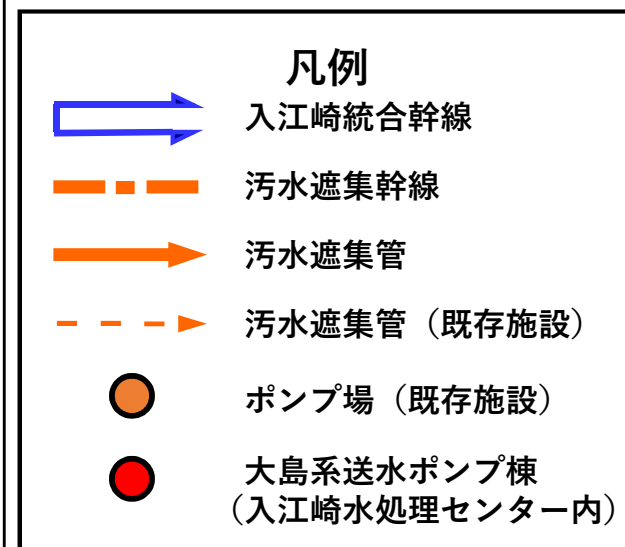 凡例
入江崎統合幹線
汚水遮集幹線
汚水遮集管
汚水遮集管（既存施設）
ポンプ場（既存施設）
大島系送水ポンプ棟
（入江崎水処理センター内）